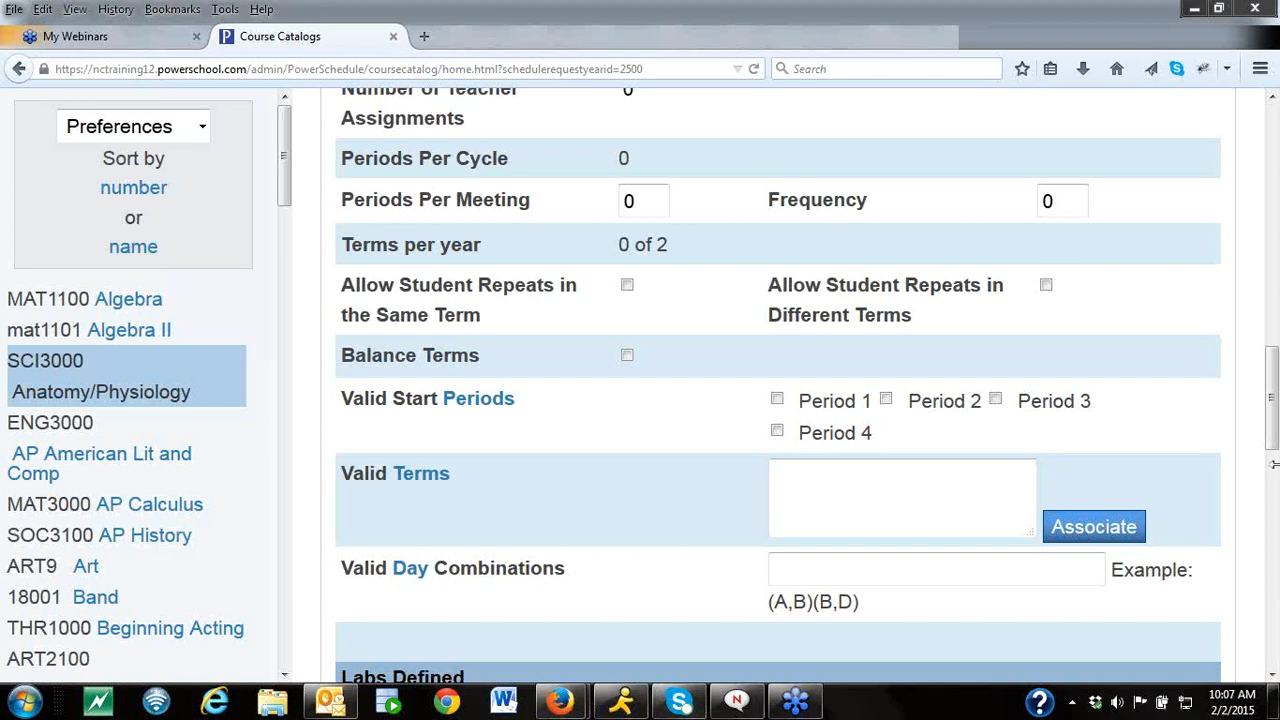 File Edit View History Bookmarks Tools Help
My Webinars
Course Catalogs
https://nctraining12.powerschool.com/admin/PowerSchedule/coursecatalog/home.html?schedulerequestyearid=2500
Search
Preferences
Sort by
number
or
name
MAT1100 Algebra
mat1101 Algebra II
SCI3000
Anatomy/Physiology
ENG3000
AP American Lit and
Comp
MAT3000 AP Calculus
SOC3100 AP History
ART9 Art
18001 Band
THR1000 Beginning Acting
ART2100
Number of Teacher 0
Assignments
Periods Per Cycle 0
Periods Per Meeting 0 Frequency 0
Terms per year 0 of 2
Allow Student Repeats in Allow Student Repeats in
the Same Term Different Terms
Balance Terms
Valid Start Periods Period 1 Period 2 Period 3
Period 4
Valid Terms
Associate
Valid Day Combinations Example:
(A,B)(B,D)
Labs Defined
10:07 AM
2/2/2015